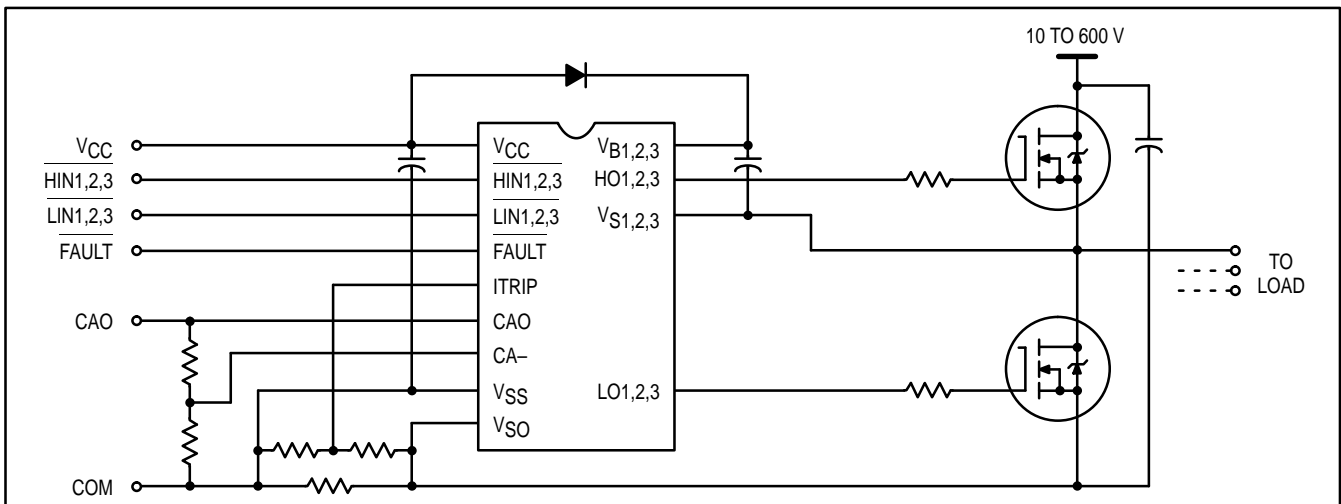 10 TO 600 V
VCC
HIN1,2,3
LIN1,2,3
FAULT
CAO
COM
VCC
HIN1,2,3
LIN1,2,3
FAULT
ITRIP
CAO
CA–
VSS
VSO
VB1,2,3
HO1,2,3
VS1,2,3
LO1,2,3
TO
LOAD